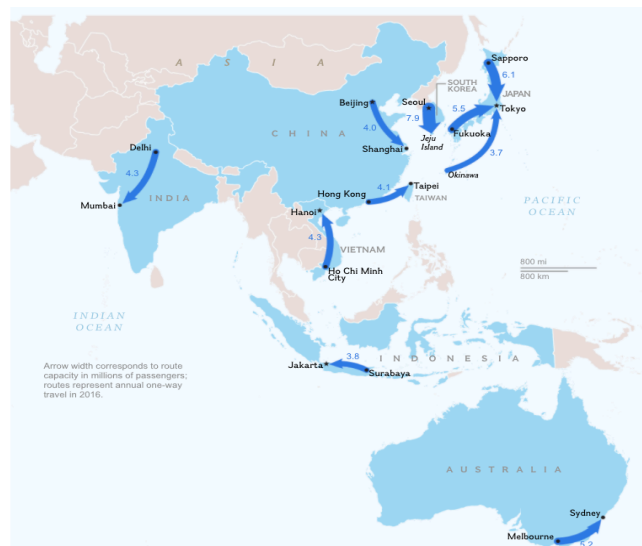 Sapporo
6.1
A S I A
SOUTH
KOREA
JAPAN
Beijing
Seoul
5.5
Tokyo
7.9
4.0
CHINA
Fukuoka
Jeju
Island
Delhi
Shanghai
3.7
4.3
Okinawa
Hong Kong
4.1
Taipei
INDIA
TAIWAN
Mumbai
Hanoi
PACIFIC
OCEAN
4.3
VIETNAM
800 mi
800 km
Ho Chi Minh
City
INDIAN
OCEAN
3.8
INDONESIA
Jakarta
Surabaya
Arrow width corresponds to route
capacity in millions of passengers;
routes represent annual one-way
travel in 2016.
AUSTRALIA
Sydney
Melbourne
5.2